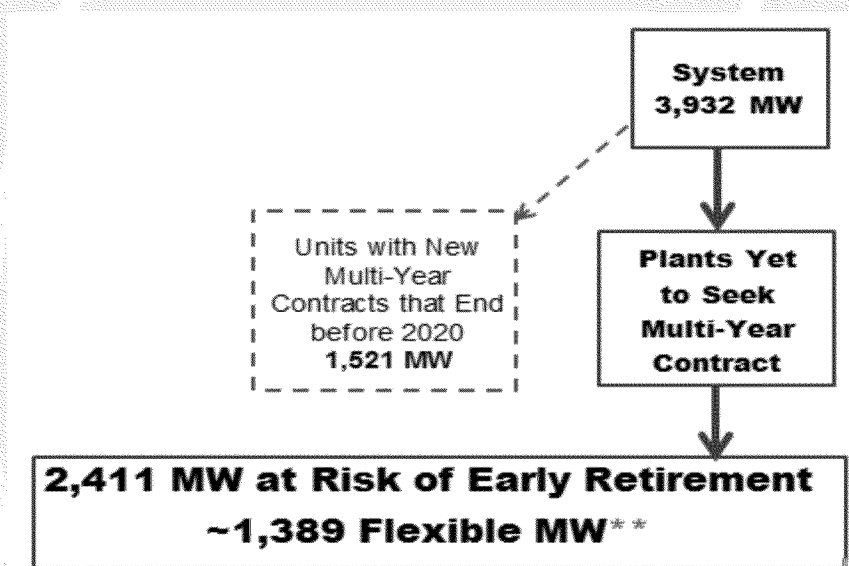 System
3,932 MW
Units with New
Multi-Year
Contracts that End
before 2020
1,521 MW
Plants Yet
to Seek
Multi-Year
Contract
2,411 MW at Risk of Early Retirement
~1,389 Flexible MW**